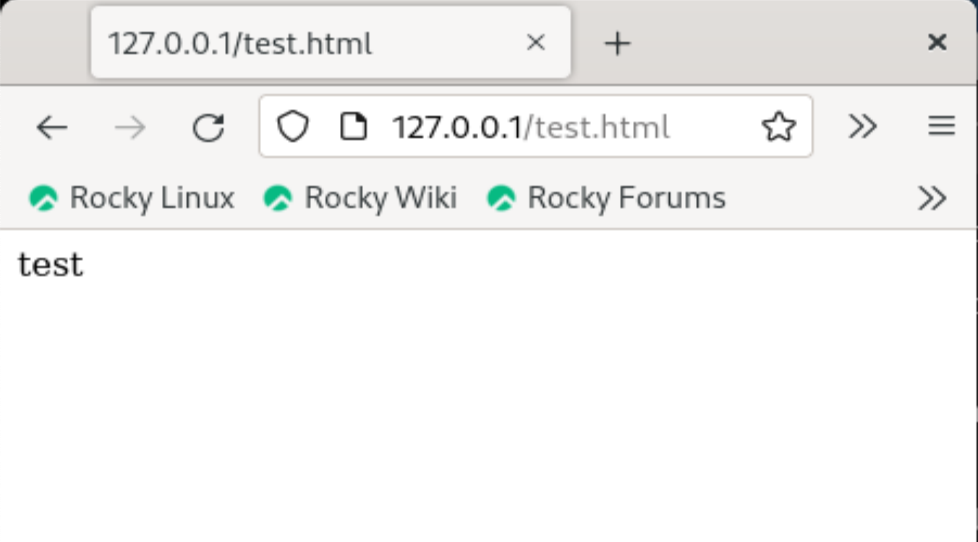 127.0.0.1/test.html
127.0.0.1/test.html
Rocky Linux Rocky Wiki Rocky Forums
test